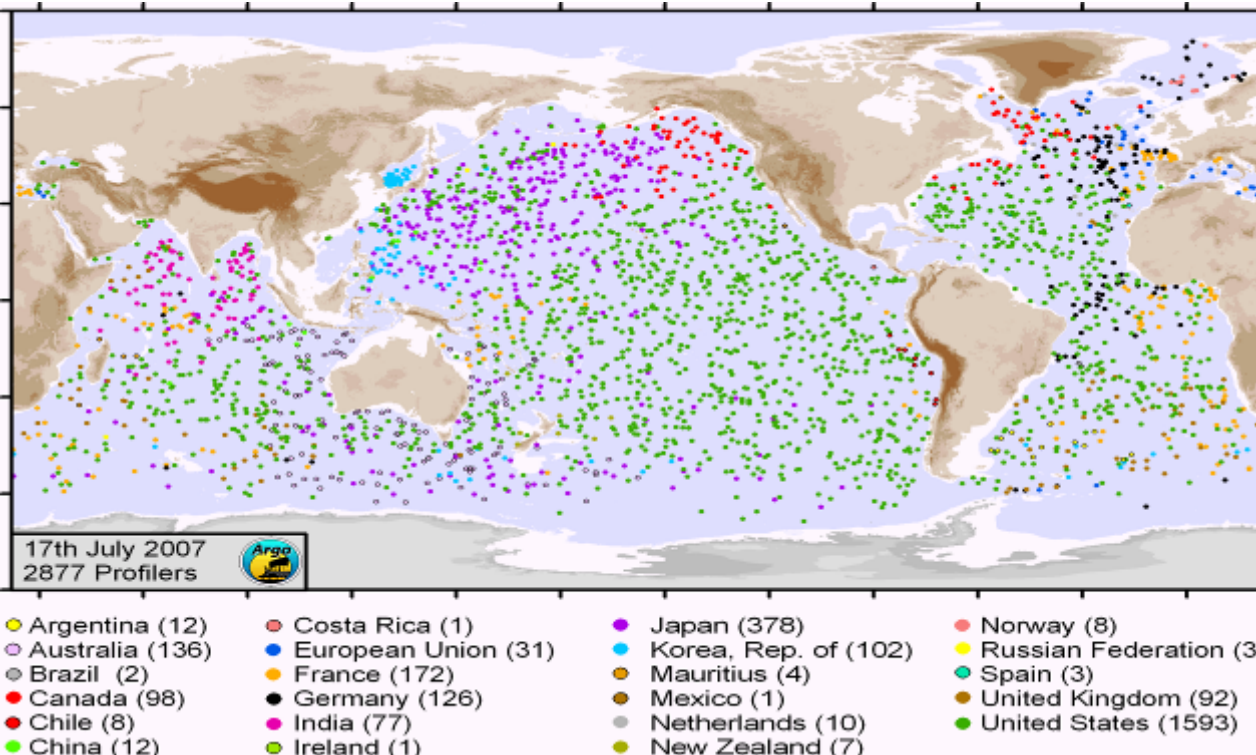 17th July 2007
2877 Profilers
Argo
Argentina (12)
Australia (136)
Brazil (2)
Canada (98)
Chile (8)
China (12)
Costa Rica (1)
European Union (31)
France (172)
Germany (126)
India (77)
Ireland (1)
Japan (378)
Korea, Rep. of (102)
Mauritius (4)
Mexico (1)
Netherlands (10)
New Zealand (7)
Norway (8)
Russian Federation (3
Spain (3)
United Kingdom (92)
United States (1593)